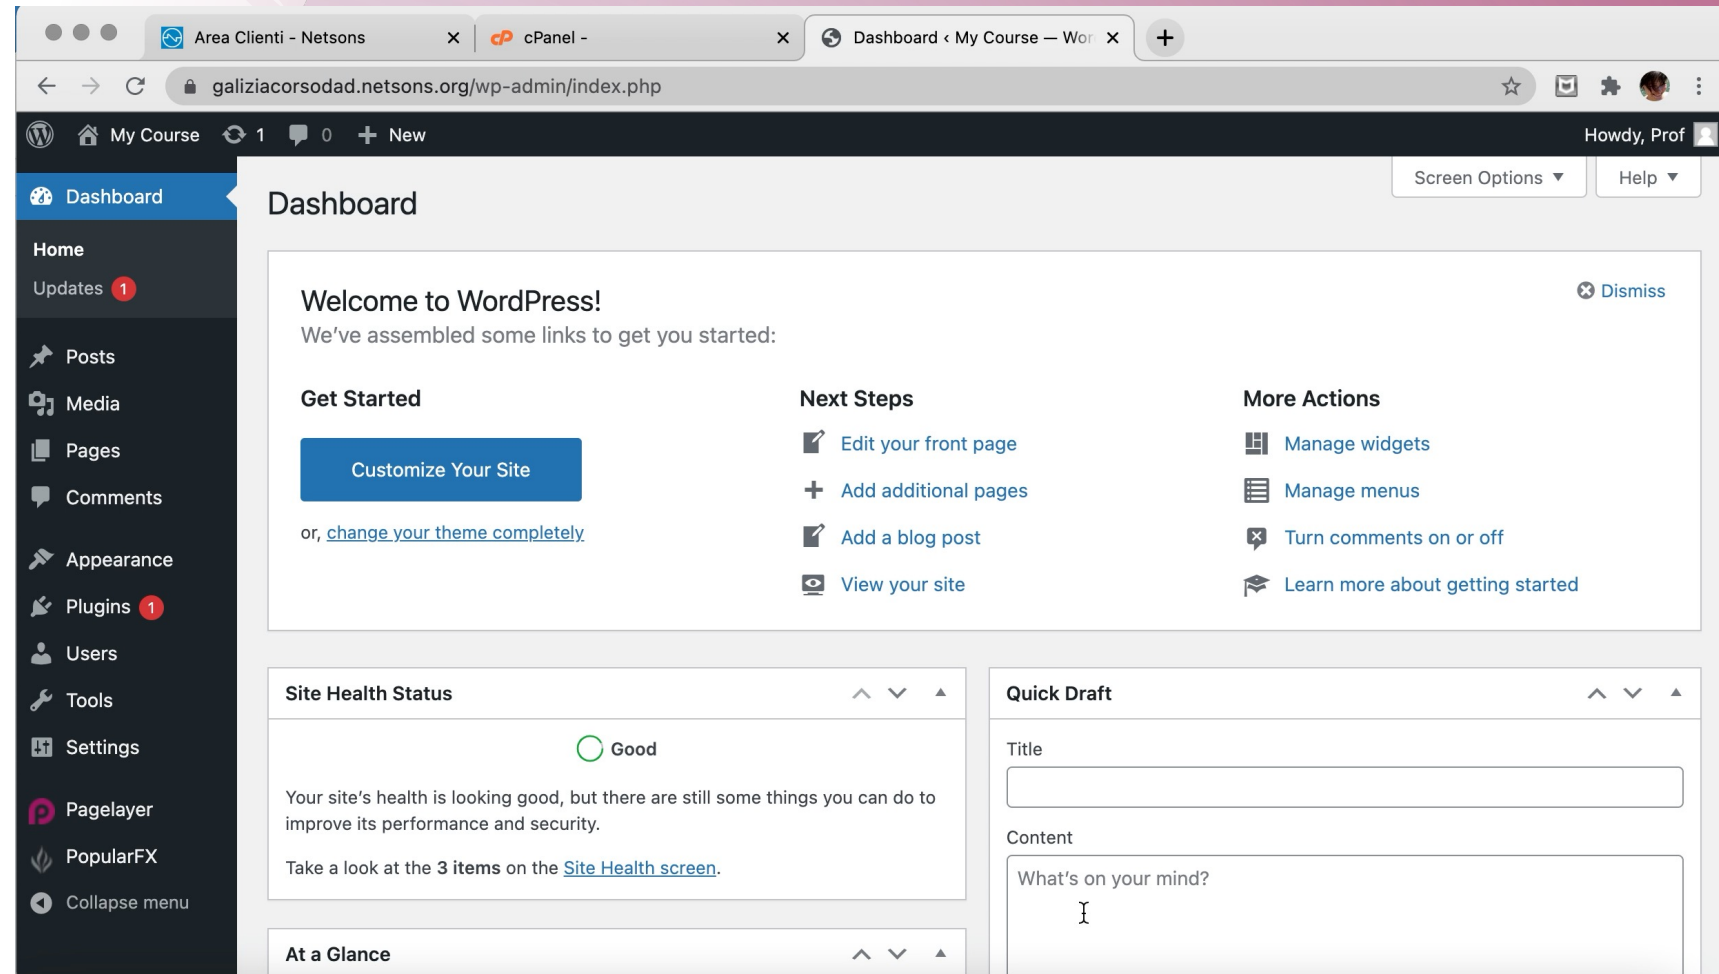 Area Clienti - Netsons
cPanel -
Dashboard ‹ My Course — Wor
galiziacorsodad.netsons.org/wp-admin/index.php
My Course 1 0 + New
Howdy, Prof
Dashboard
Home
Updates 1
Posts
Media
Pages
Comments
Appearance
Plugins 1
Users
Tools
Settings
Pagelayer
PopularFX
Collapse menu
Screen Options
Help
Dashboard
Welcome to WordPress!
We've assembled some links to get you started:
Dismiss
Get Started
Customize Your Site
or, change your theme completely
Next Steps
Edit your front page
Add additional pages
Add a blog post
View your site
More Actions
Manage widgets
Manage menus
Turn comments on or off
Learn more about getting started
Site Health Status
Good
Your site's health is looking good, but there are still some things you can do to
improve its performance and security.
Take a look at the 3 items on the Site Health screen.
At a Glance
Quick Draft
Title
Content
What's on your mind?